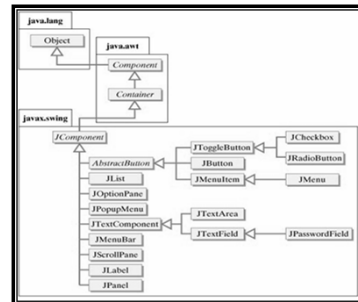 java.lang
Object
java.awt
Component
Container
javax.swing
JComponent
AbstractButton
JToggleButton
JCheckbox
JRadioButton
JButton
JMenuItem
JMenu
JList
JOptionPane
JPopupMenu
JTextComponent
JTextArea
JTextField
JPasswordField
JMenuBar
JScrollPane
JLabel
JPanel